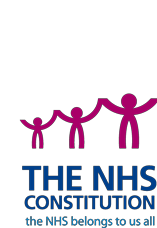 THE NHS
CONSTITUTION
the NHS belongs to us all